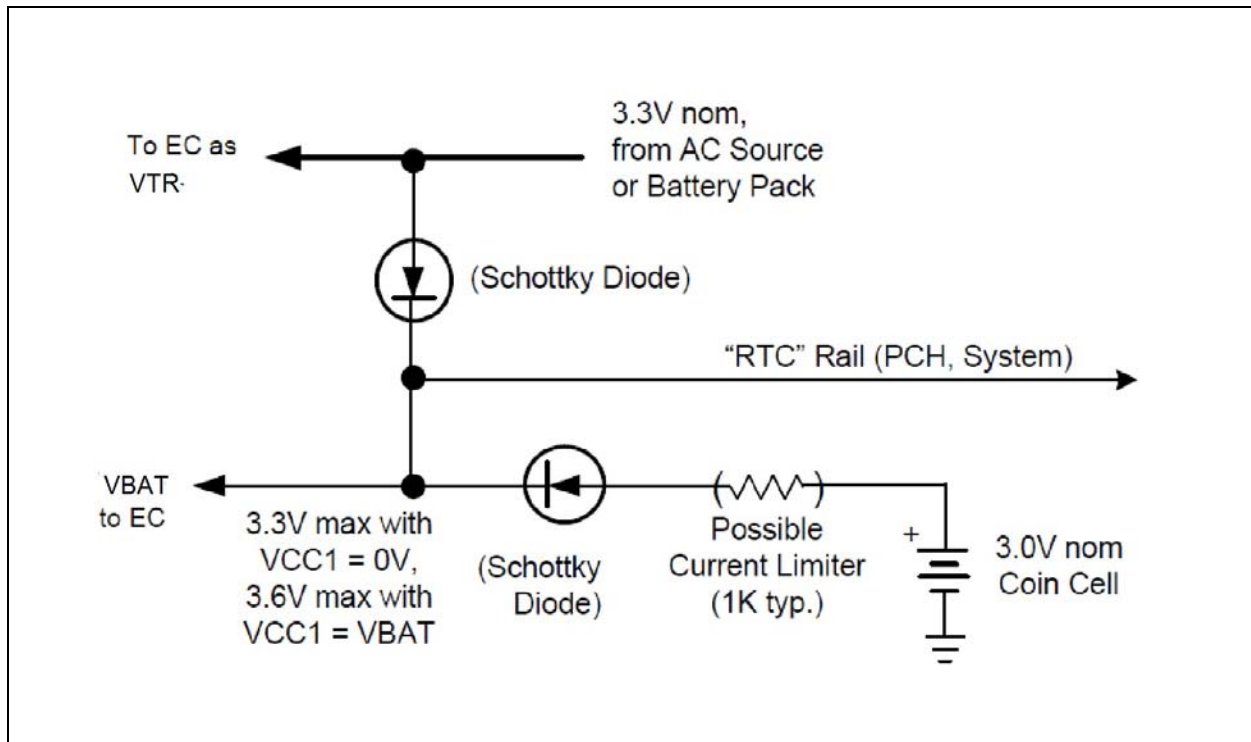 3.3V nom,
from AC Source
or Battery Pack
To EC as
VTR-
(Schottky Diode)
"RTC" Rail (PCH, System)
VBAT
to EC
3.3V max with
VCC1 = 0V,
3.6V max with
VCC1 = VBAT
(Schottky
Diode)
( )
Possible
Current Limiter
(1K typ.)
+
3.0V nom
Coin Cell